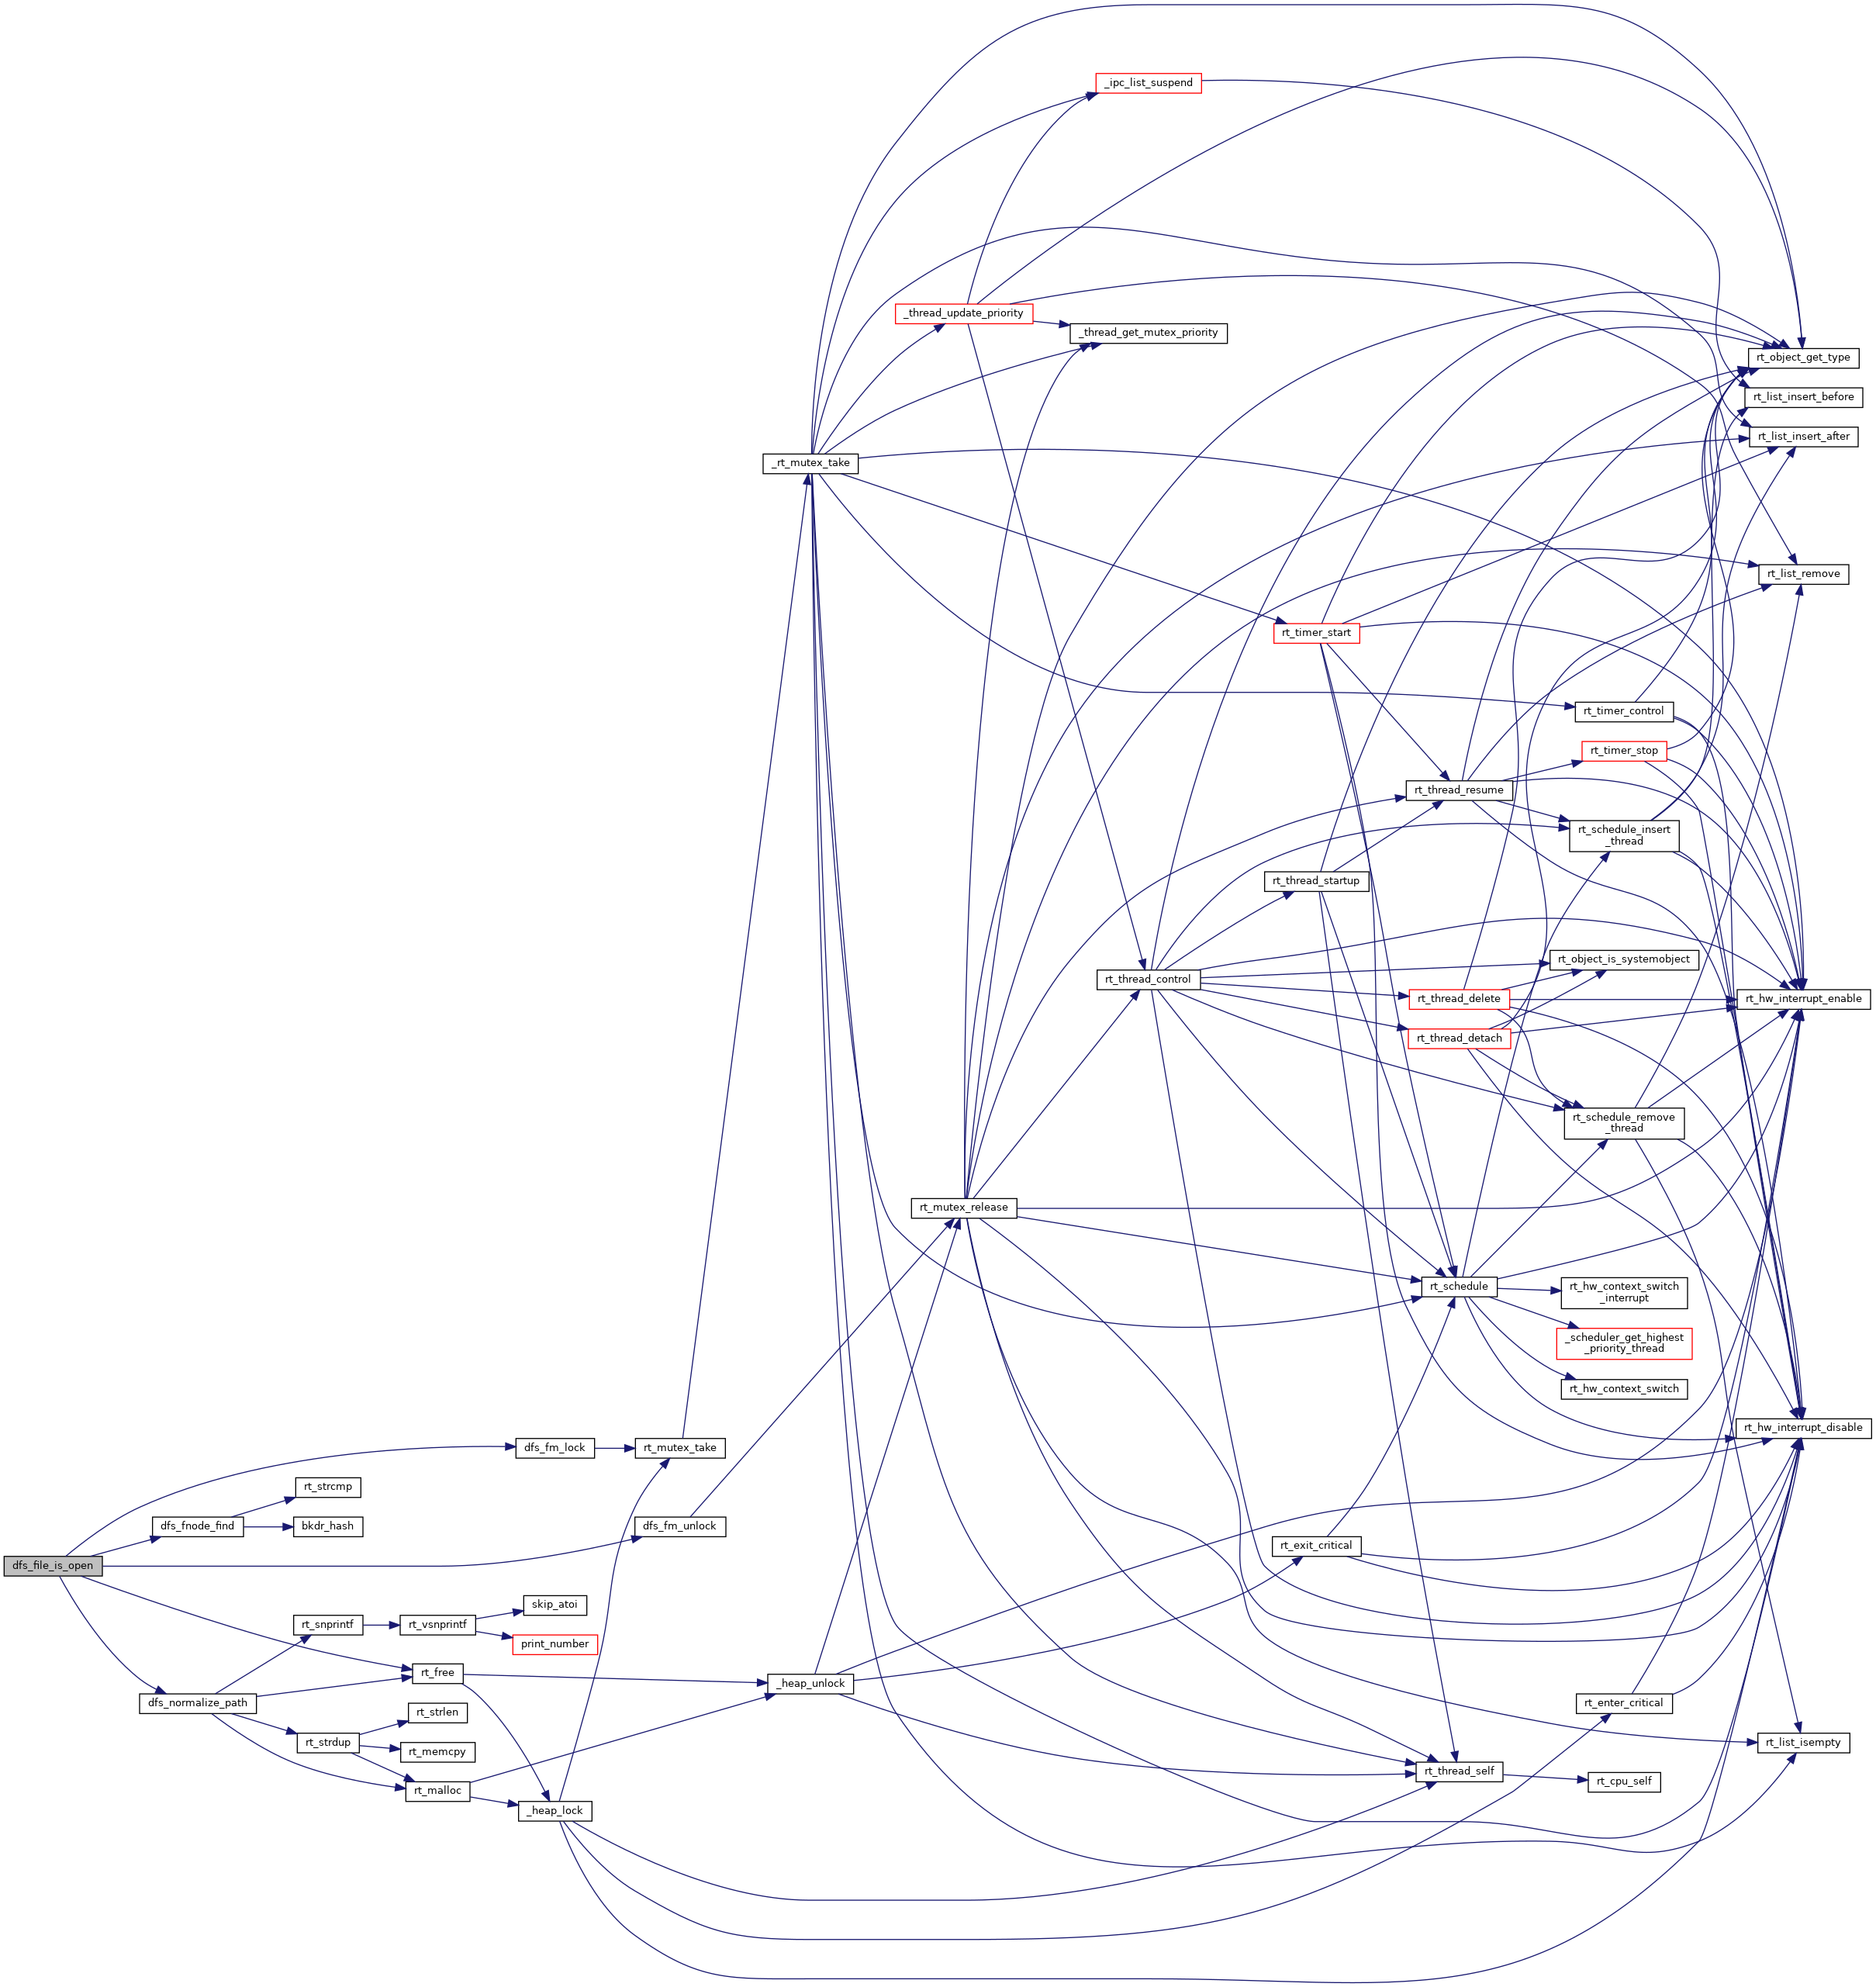 _ipc_list_suspend
_thread_update_priority
_thread_get_mutex_priority
rt_object_get_type
rt_list_insert_before
rt_list_insert_after
_rt_mutex_take
rt_list_remove
rt_timer_start
rt_timer_control
rt_timer_stop
rt_thread_resume
rt_schedule_insert
_thread
rt_thread_startup
rt_object_is_systemobject
rt_thread_control
rt_thread_delete
rt_hw_interrupt_enable
rt_thread_detach
rt_schedule_remove
_thread
rt_mutex_release
rt_schedule
rt_hw_context_switch
_interrupt
_scheduler_get_highest
_priority_thread
rt_hw_context_switch
rt_hw_interrupt_disable
dfs_fm_lock
rt_mutex_take
rt_strcmp
dfs_fnode_find
bkdr_hash
dfs_fm_unlock
rt_exit_critical
dfs_file_is_open
skip_atoi
rt_snprintf
rt_vsnprintf
print_number
rt_free
_heap_unlock
dfs_normalize_path
rt_enter_critical
rt_strlen
rt_strdup
rt_memcpy
rt_list_isempty
rt_thread_self
rt_cpu_self
rt_malloc
_heap_lock